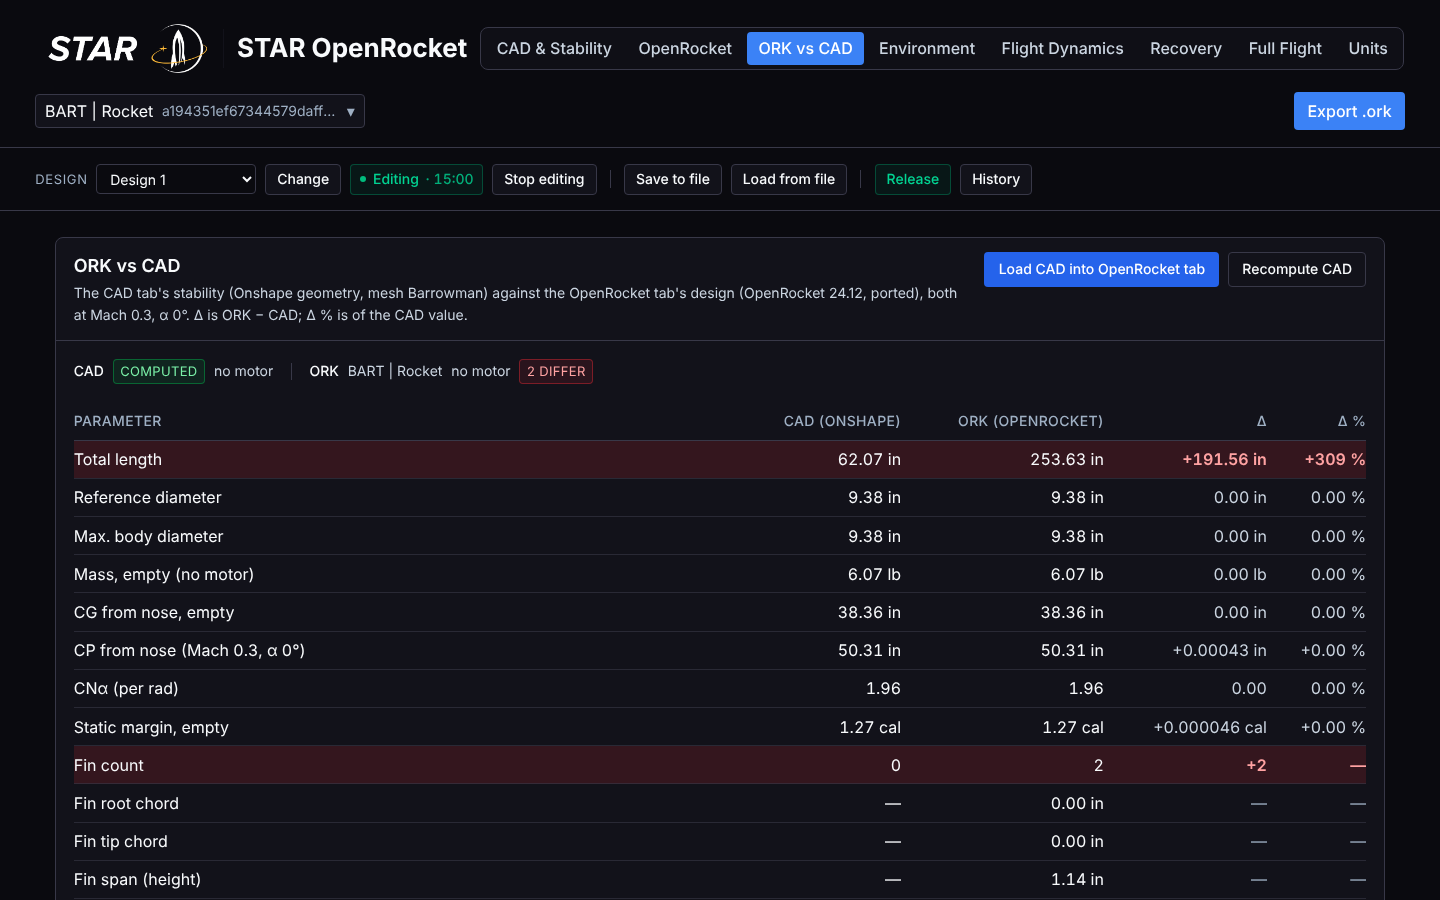 STAR
STAR OpenRocket
CAD & Stability
OpenRocket
ORK vs CAD
Environment
Flight Dynamics
Recovery
Full Flight
Units
BART | Rocket a194351ef67344579daff... ▾
Export .ork
DESIGN
Design 1
Change
Editing · 15:00
Stop editing
Save to file
Load from file
Release
History
ORK vs CAD
The CAD tab's stability (Onshape geometry, mesh Barrowman) against the OpenRocket tab's design (OpenRocket 24.12, ported), both
at Mach 0.3, α 0°. Δ is ORK − CAD; Δ % is of the CAD value.
Load CAD into OpenRocket tab
Recompute CAD
CAD COMPUTED no motor ORK BART | Rocket no motor 2 DIFFER
PARAMETER CAD (ONSHAPE) ORK (OPENROCKET) Δ Δ %
Total length 62.07 in 253.63 in +191.56 in +309 %
Reference diameter 9.38 in 9.38 in 0.00 in 0.00 %
Max. body diameter 9.38 in 9.38 in 0.00 in 0.00 %
Mass, empty (no motor) 6.07 lb 6.07 lb 0.00 lb 0.00 %
CG from nose, empty 38.36 in 38.36 in 0.00 in 0.00 %
CP from nose (Mach 0.3, α 0°) 50.31 in 50.31 in +0.00043 in +0.00 %
CNα (per rad) 1.96 1.96 0.00 0.00 %
Static margin, empty 1.27 cal 1.27 cal +0.000046 cal +0.00 %
Fin count 0 2 +2 —
Fin root chord — 0.00 in — —
Fin tip chord — 0.00 in — —
Fin span (height) — 1.14 in — —